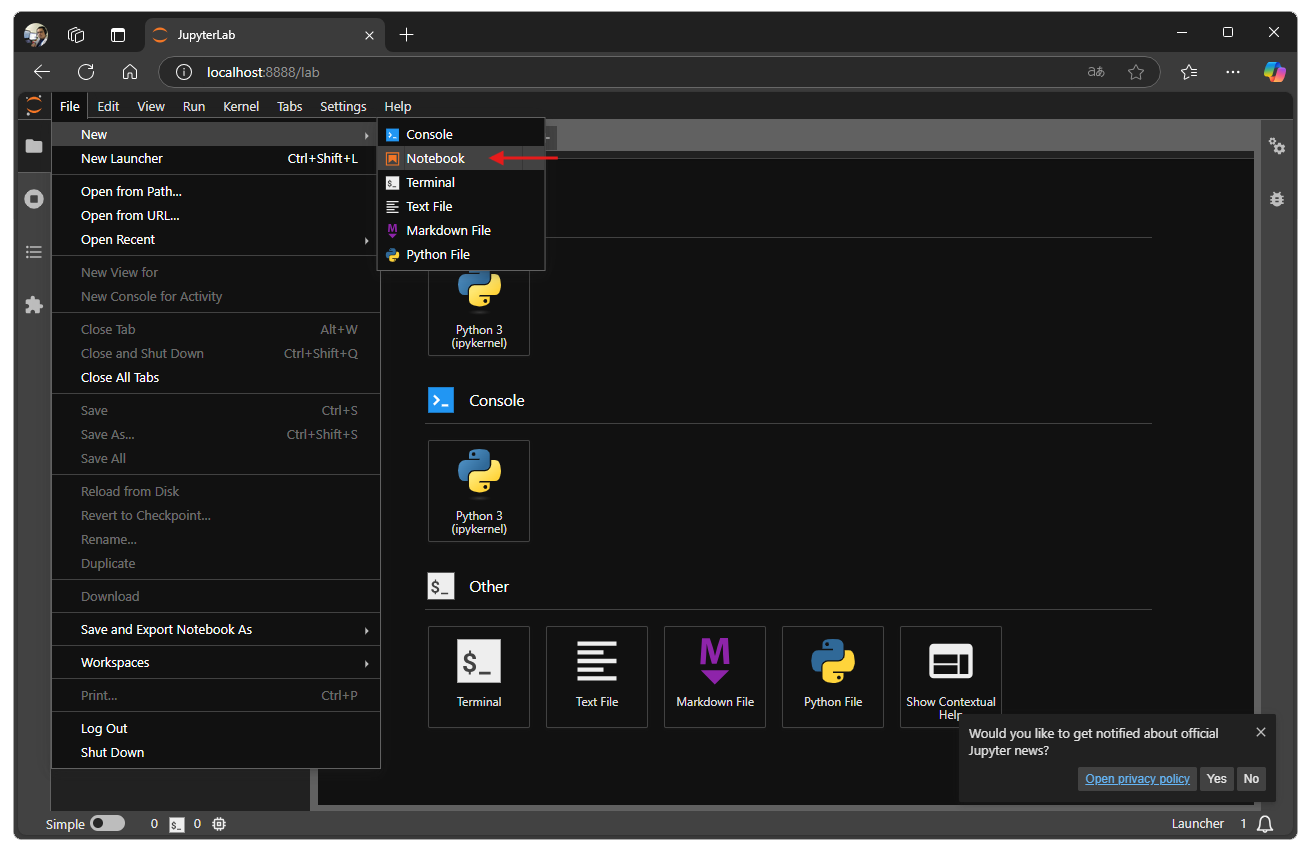 JupyterLab
localhost:8888/lab
aあ
File Edit View Run Kernel Tabs Settings Help
New
New Launcher Ctrl+Shift+L
Open from Path...
Open from URL...
Open Recent
New View for
New Console for Activity
Close Tab Alt+W
Close and Shut Down Ctrl+Shift+Q
Close All Tabs
Save Ctrl+S
Save As... Ctrl+Shift+S
Save All
Reload from Disk
Revert to Checkpoint...
Rename...
Duplicate
Download
Save and Export Notebook As
Workspaces
Print... Ctrl+P
Log Out
Shut Down
Console
Notebook
$_ Terminal
Text File
M Markdown File
Python File
Python 3
(ipykernel)
Console
Python 3
(ipykernel)
$_ Other
$_
Terminal
Text File
M
Markdown File
Python File
Show Contextual
Help
Would you like to get notified about official
Jupyter news?
Open privacy policy Yes No
Simple 0 $_ 0 Launcher 1